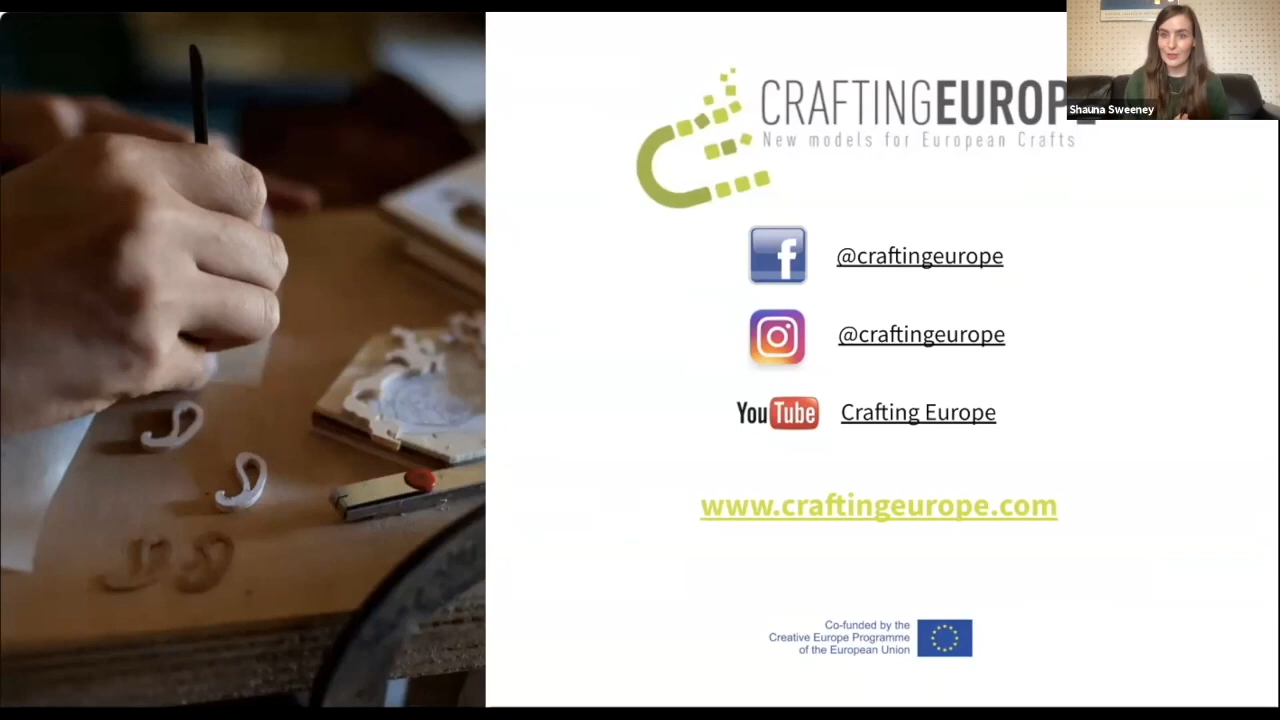 CRAFTINGEUROP
New models for European Crafts
Shauna Sweeney
@craftingeurope
@craftingeurope
YouTube Crafting Europe
www.craftingeurope.com
Co-funded by the
Creative Europe Programme
of the European Union